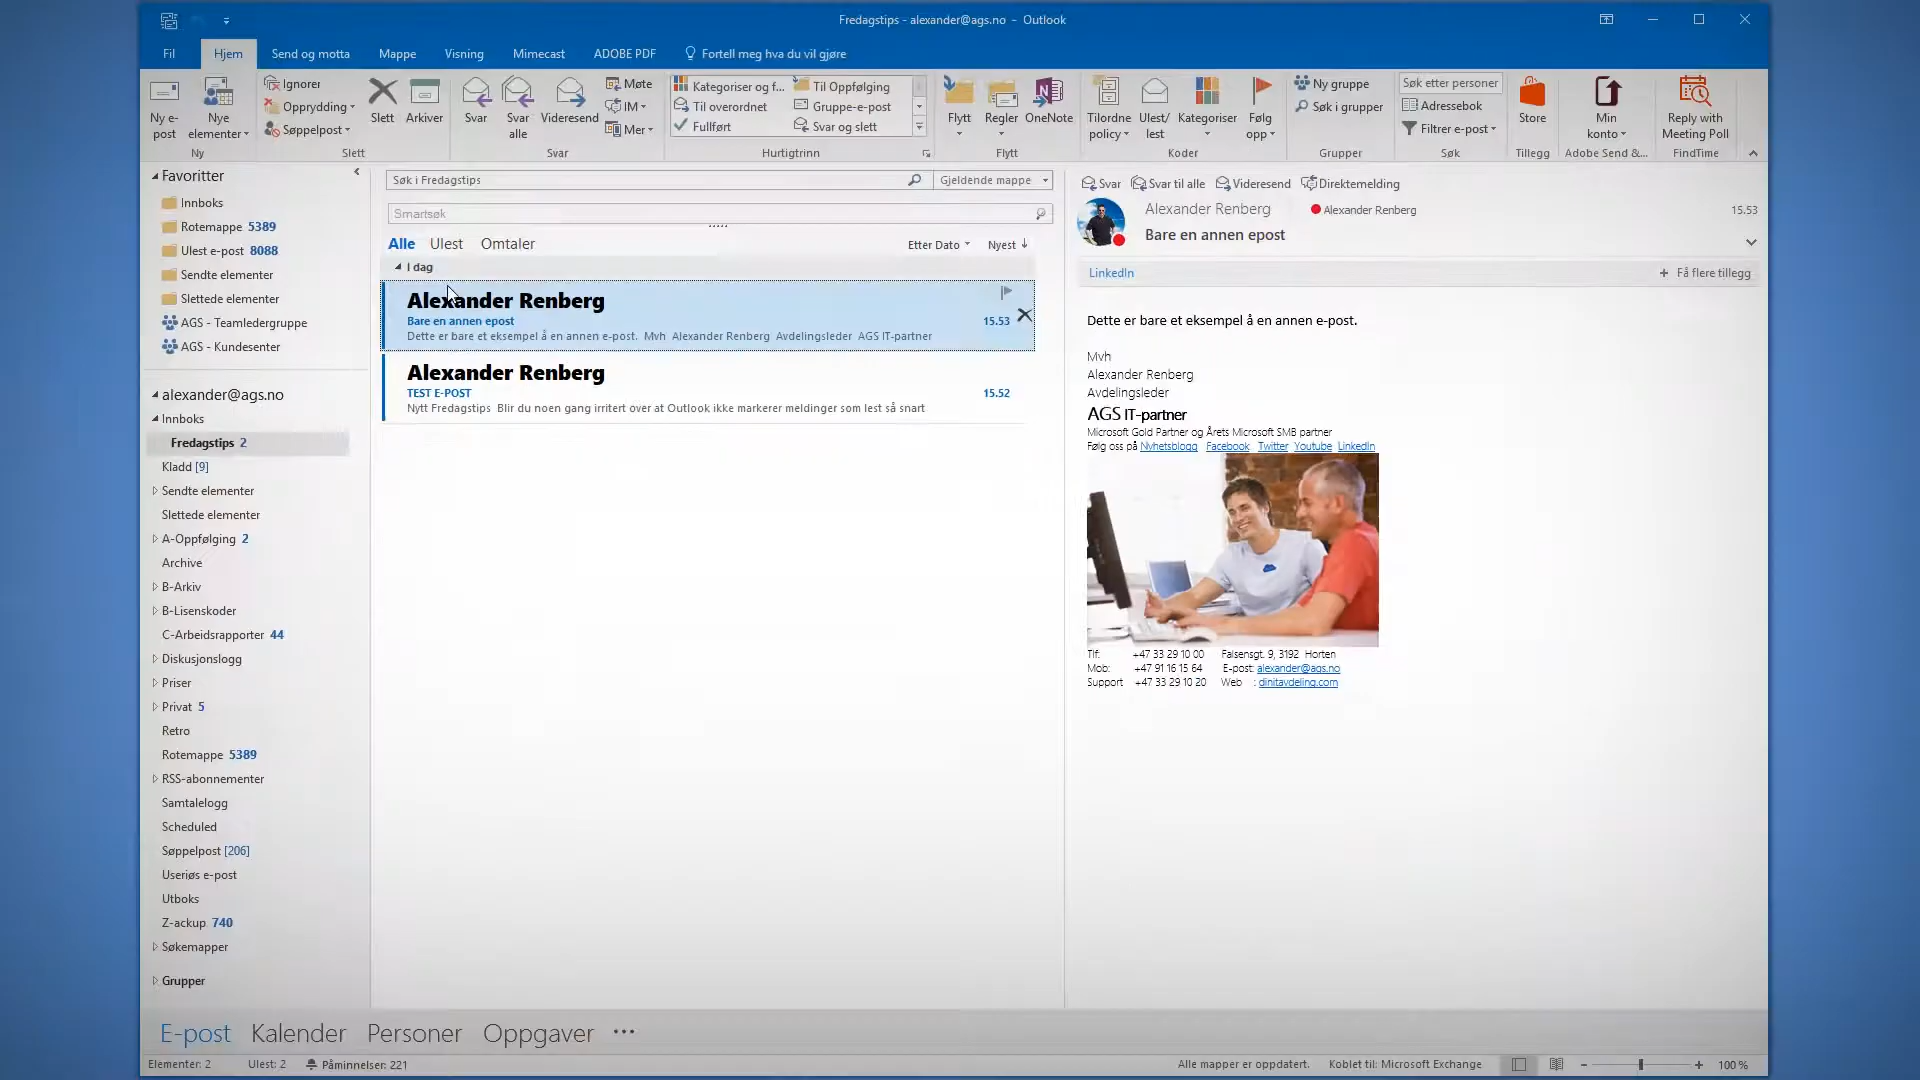 Fredagstips - alexander@ags.no - Outlook
Fil Hjem Send og motta Mappe Visning Mimecast ADOBE PDF Fortell meg hva du vil gjøre
Ny e-post
Nye elementer
Ny
Ignorer
Opprydding
Søppelpost
Slett
Arkiver
Slett
Svar
Svar alle
Videresend
Møte
IM
Mer
Svar
Kategoriser og f...
Til overordnet
Fullført
Til Oppfølging
Gruppe-e-post
Svar og slett
Hurtigtrinn
Flytt
Regler
OneNote
Flytt
Tilordne policy
Ulest/ lest
Kategoriser
Følg opp
Koder
Ny gruppe
Søk i grupper
Grupper
Søk etter personer
Adressebok
Filtrer e-post
Søk
Store
Tillegg
Min konto
Adobe Send &...
Reply with Meeting Poll
FindTime
Favoritter
Innboks
Rotemappe 5389
Ulest e-post 8088
Sendte elementer
Slettede elementer
AGS - Teamledergruppe
AGS - Kundesenter
alexander@ags.no
Innboks
Fredagstips 2
Kladd [9]
Sendte elementer
Slettede elementer
A-Oppfølging 2
Archive
B-Arkiv
B-Lisenskoder
C-Arbeidsrapporter 44
Diskusjonslogg
Priser
Privat 5
Retro
Rotemappe 5389
RSS-abonnementer
Samtalelogg
Scheduled
Søppelpost [206]
Useriøs e-post
Utboks
Z-ackup 740
Søkemapper
Grupper
Søk i Fredagstips
Gjeldende mappe
Smartsøk
Alle Ulest Omtaler
Etter Dato Nyest
I dag
Alexander Renberg
Bare en annen epost 15.53
Dette er bare et eksempel å en annen e-post. Mvh Alexander Renberg Avdelingsleder AGS IT-partner
Alexander Renberg
TEST E-POST 15.52
Nytt Fredagstips Blir du noen gang irritert over at Outlook ikke markerer meldinger som lest så snart
Svar Svar til alle Videresend Direktemelding
Alexander Renberg Alexander Renberg 15.53
Bare en annen epost
LinkedIn + Få flere tillegg
Dette er bare et eksempel å en annen e-post.
Mvh
Alexander Renberg
Avdelingsleder
AGS IT-partner
Microsoft Gold Partner og Årets Microsoft SMB partner
Følg oss på Nyhetsblogg Facebook Twitter Youtube LinkedIn
Tlf: +47 33 29 10 00 Falsensgt. 9, 3192 Horten
Mob: +47 91 16 15 64 E-post: alexander@ags.no
Support +47 33 29 10 20 Web : dinitavdeling.com
E-post Kalender Personer Oppgaver ...
Elementer: 2 Ulest: 2 Påminnelser: 221
Alle mapper er oppdatert. Koblet til: Microsoft Exchange 100 %